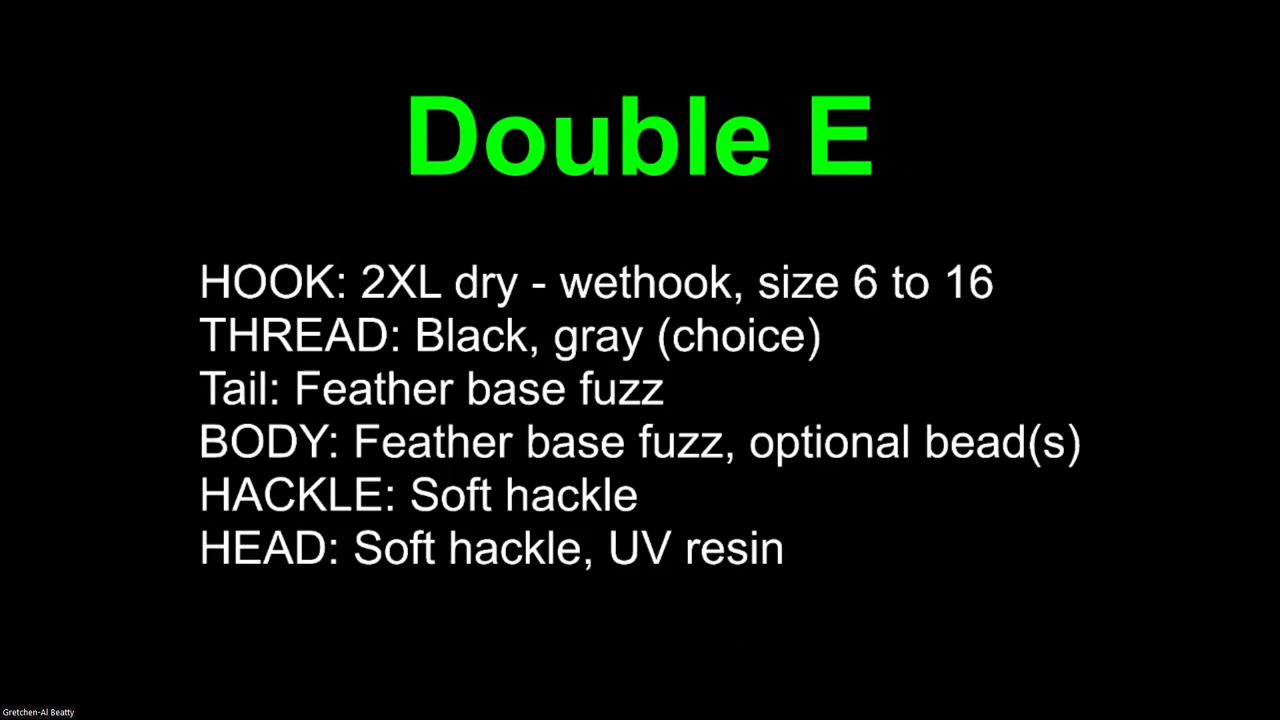 Double E
HOOK: 2XL dry - wethook, size 6 to 16
THREAD: Black, gray (choice)
Tail: Feather base fuzz
BODY: Feather base fuzz, optional bead(s)
HACKLE: Soft hackle
HEAD: Soft hackle, UV resin
Gretchen-Al Beatty